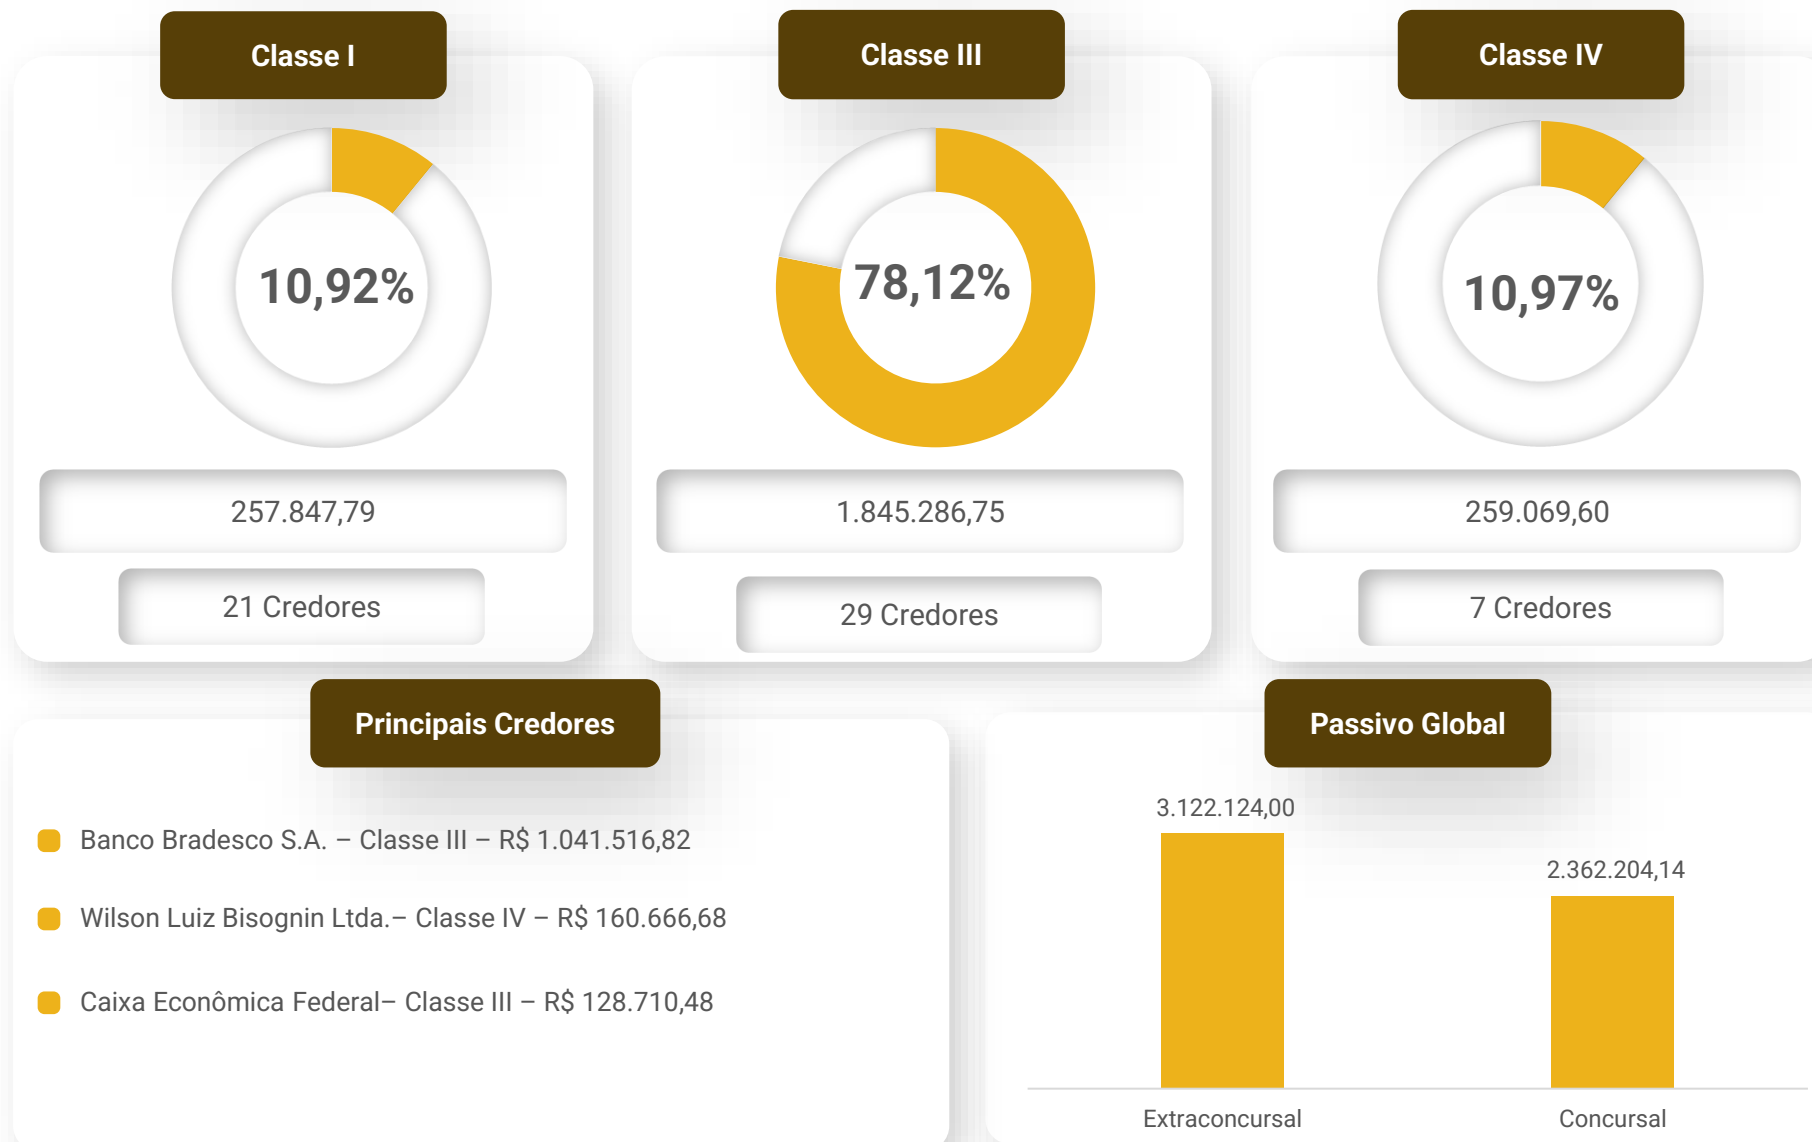 Classe I
10,92%
257.847,79
21 Credores
Classe III
78,12%
1.845.286,75
29 Credores
Classe IV
10,97%
259.069,60
7 Credores
Principais Credores
Banco Bradesco S.A. – Classe III – R$ 1.041.516,82
Wilson Luiz Bisognin Ltda.– Classe IV – R$ 160.666,68
Caixa Econômica Federal– Classe III – R$ 128.710,48
Passivo Global
3.122.124,00
2.362.204,14
Extraconcursal
Concursal